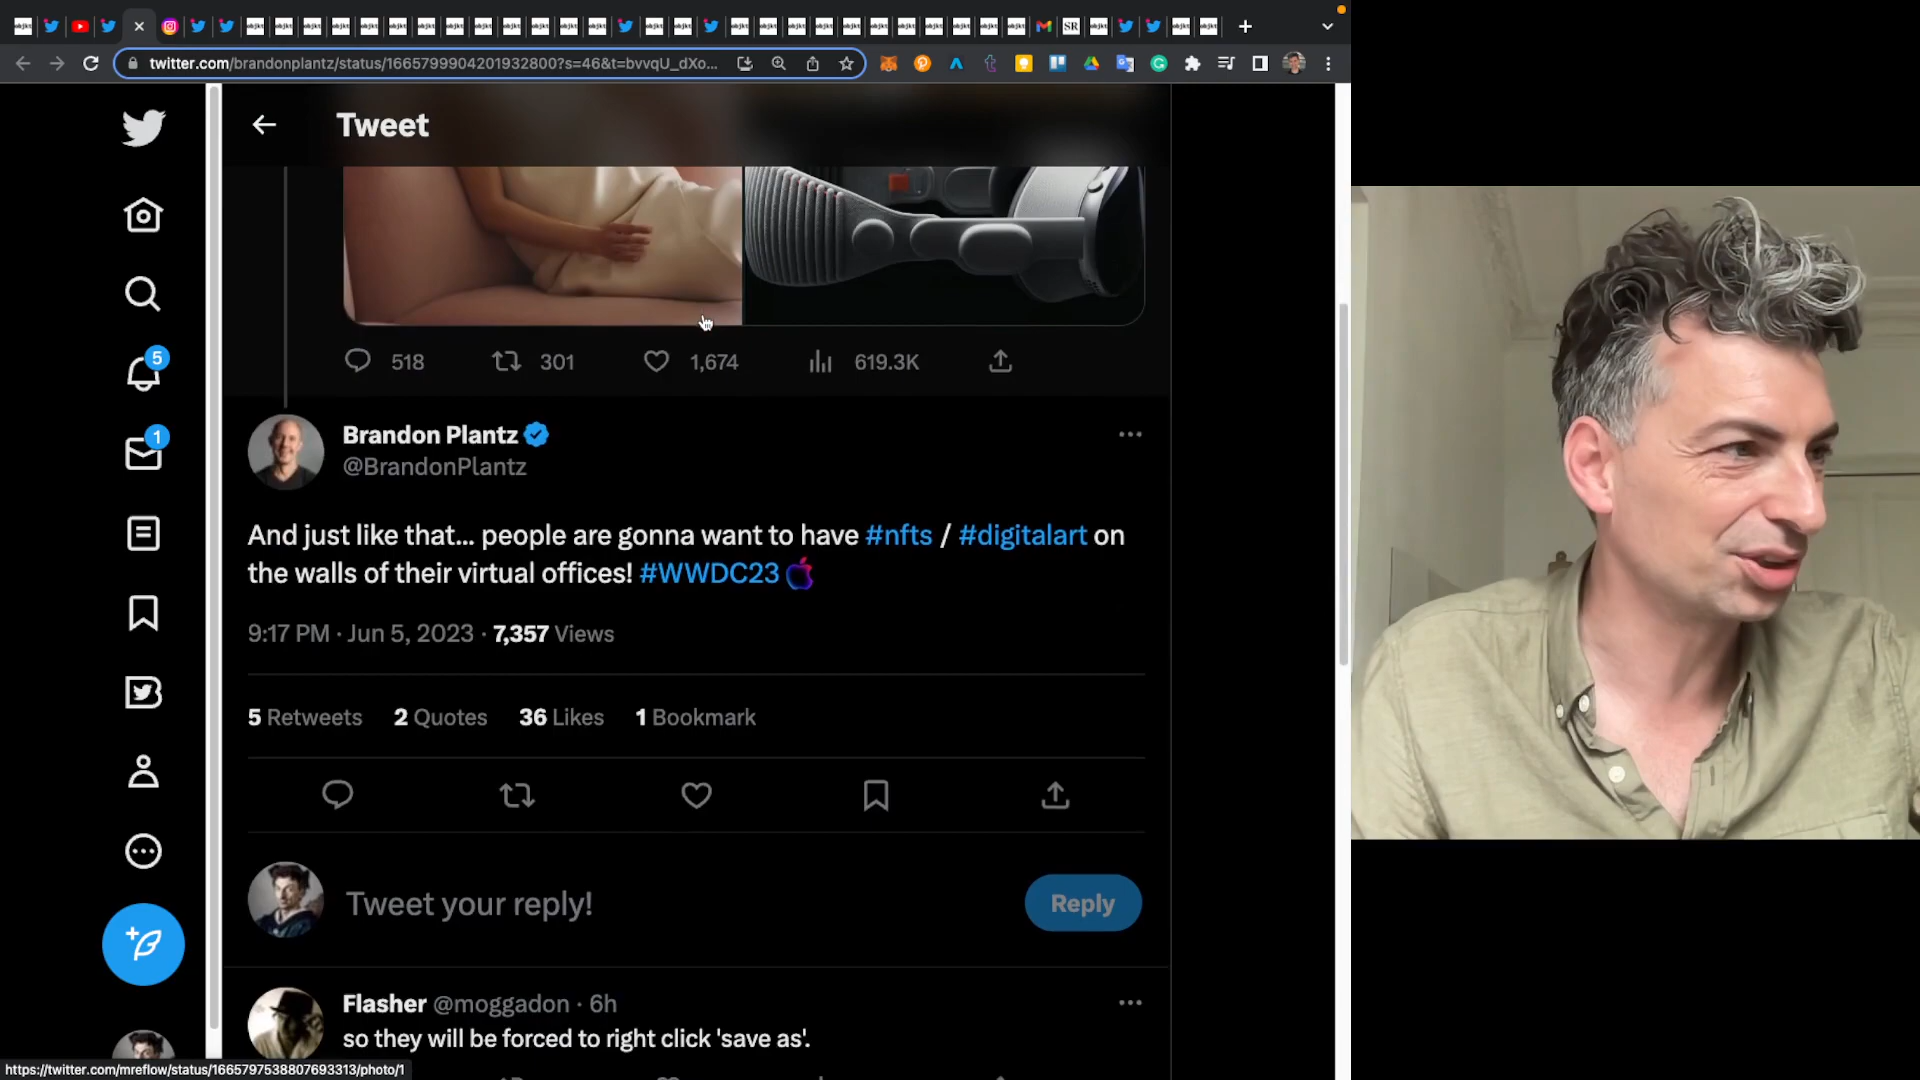 twitter.com/brandonplantz/status/1665799904201932800?s=46&t=bvvqU_dXo...
SR
Tweet
518
301
1,674
619.3K
5
1
Brandon Plantz
@BrandonPlantz
And just like that... people are gonna want to have #nfts / #digitalart on
the walls of their virtual offices! #WWDC23
9:17 PM · Jun 5, 2023 · 7,357 Views
5 Retweets 2 Quotes 36 Likes 1 Bookmark
Tweet your reply!
Reply
Flasher @moggadon · 6h
so they will be forced to right click 'save as'.
https://twitter.com/mreflow/status/1665797538807693313/photo/1